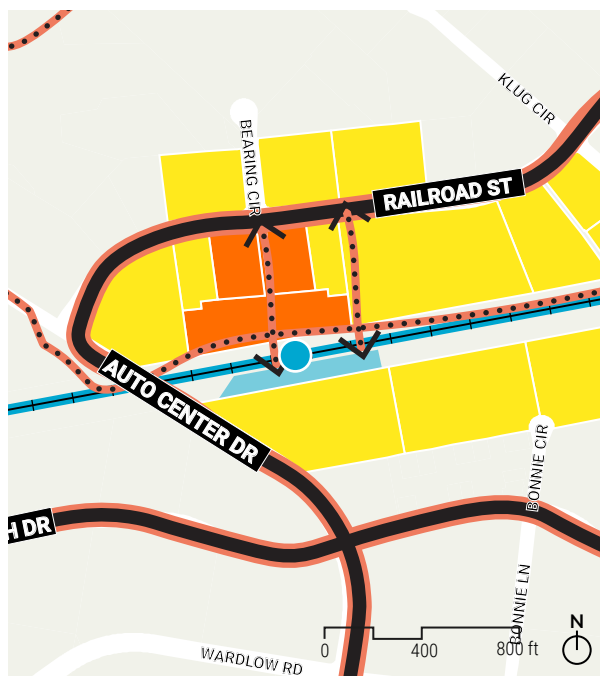 KLUG CIR
BEARING CIR
RAILROAD ST
AUTO CENTER DR
BONNIE CIR
H DR
BONNIE LN
N
0 400 800 ft
WARDLOW RD